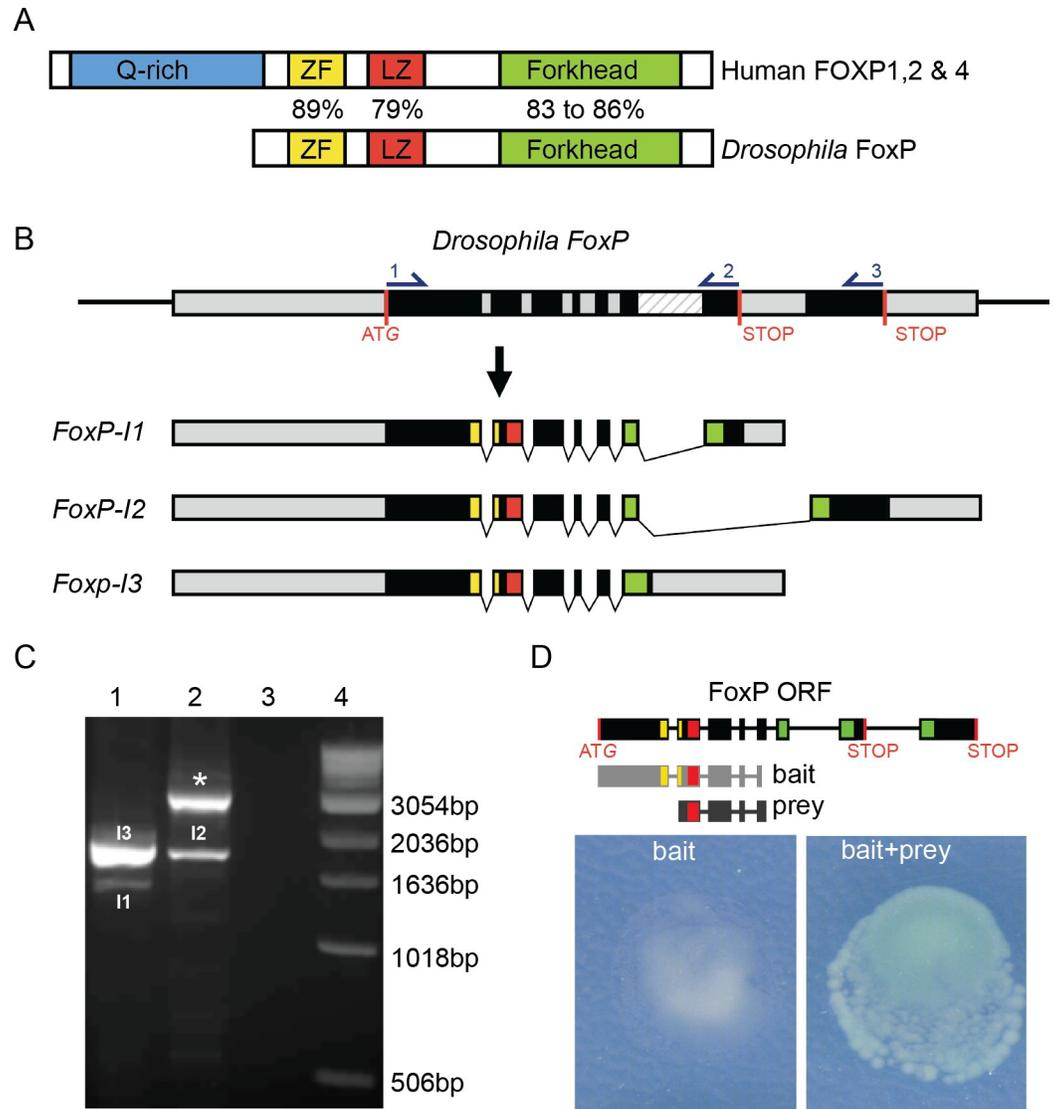 A
Q-rich ZF LZ Forkhead Human FOXP1,2 & 4
89% 79% 83 to 86%
ZF LZ Forkhead Drosophila FoxP
B
Drosophila FoxP
1 2 3
ATG STOP STOP
FoxP-I1
FoxP-I2
Foxp-I3
C
1 2 3 4
*
3054bp
I3 I2 2036bp
1636bp
I1
1018bp
506bp
D
FoxP ORF
ATG STOP STOP
bait
prey
bait bait+prey